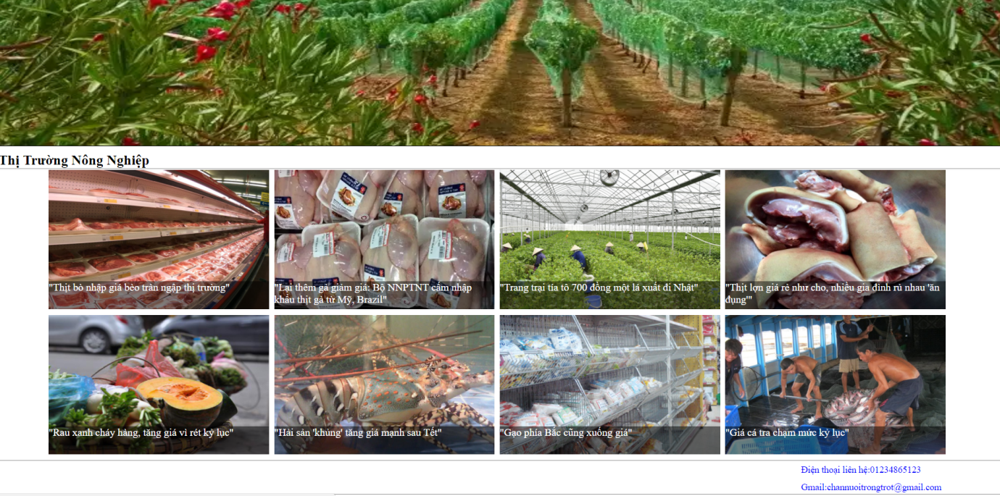 Thị Trường Nông Nghiệp
"Thịt bò nhập giá bèo tràn ngập thị trường"
"Lại thêm gà giảm giá: Bộ NNPTNT cấm nhập
khẩu thịt gà từ Mỹ, Brazil"
"Trang trại tía tô 700 đồng một lá xuất đi Nhật"
"Thịt lợn giá rẻ như cho, nhiều gia đình rủ nhau 'ăn
đụng'"
"Rau xanh cháy hàng, tăng giá vì rét kỷ lục"
"Hải sản 'khủng' tăng giá mạnh sau Tết"
"Gạo phía Bắc cũng xuống giá"
"Giá cá tra chạm mức kỷ lục"
Điện thoại liên hệ:01234865123
Gmail:channuoitrongtrot@gmail.com